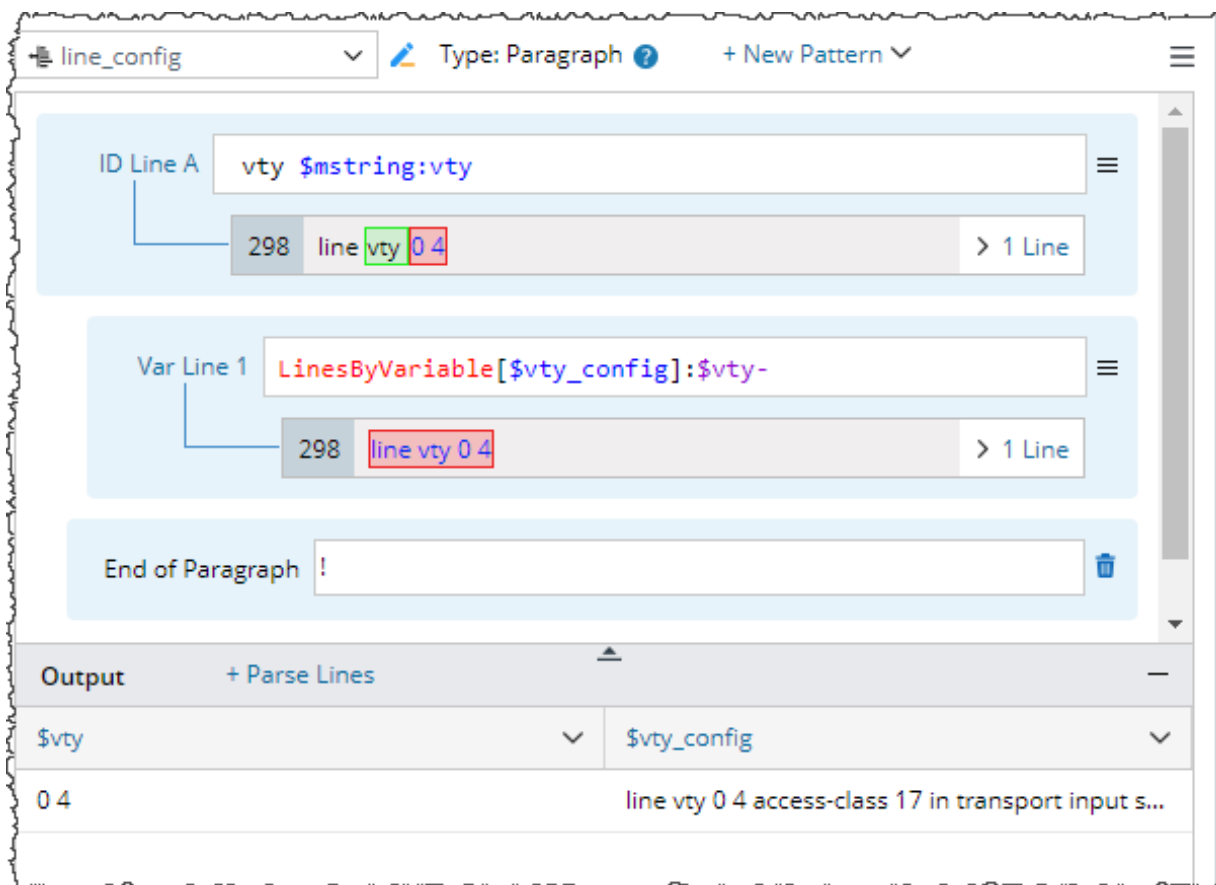 line_config Type: Paragraph ? + New Pattern
ID Line A vty $mstring:vty
298 line vty 0 4 > 1 Line
Var Line 1 LinesByVariable[$vty_config]:$vty-
298 line vty 0 4 > 1 Line
End of Paragraph !
Output + Parse Lines
$vty $vty_config
0 4 line vty 0 4 access-class 17 in transport input s...